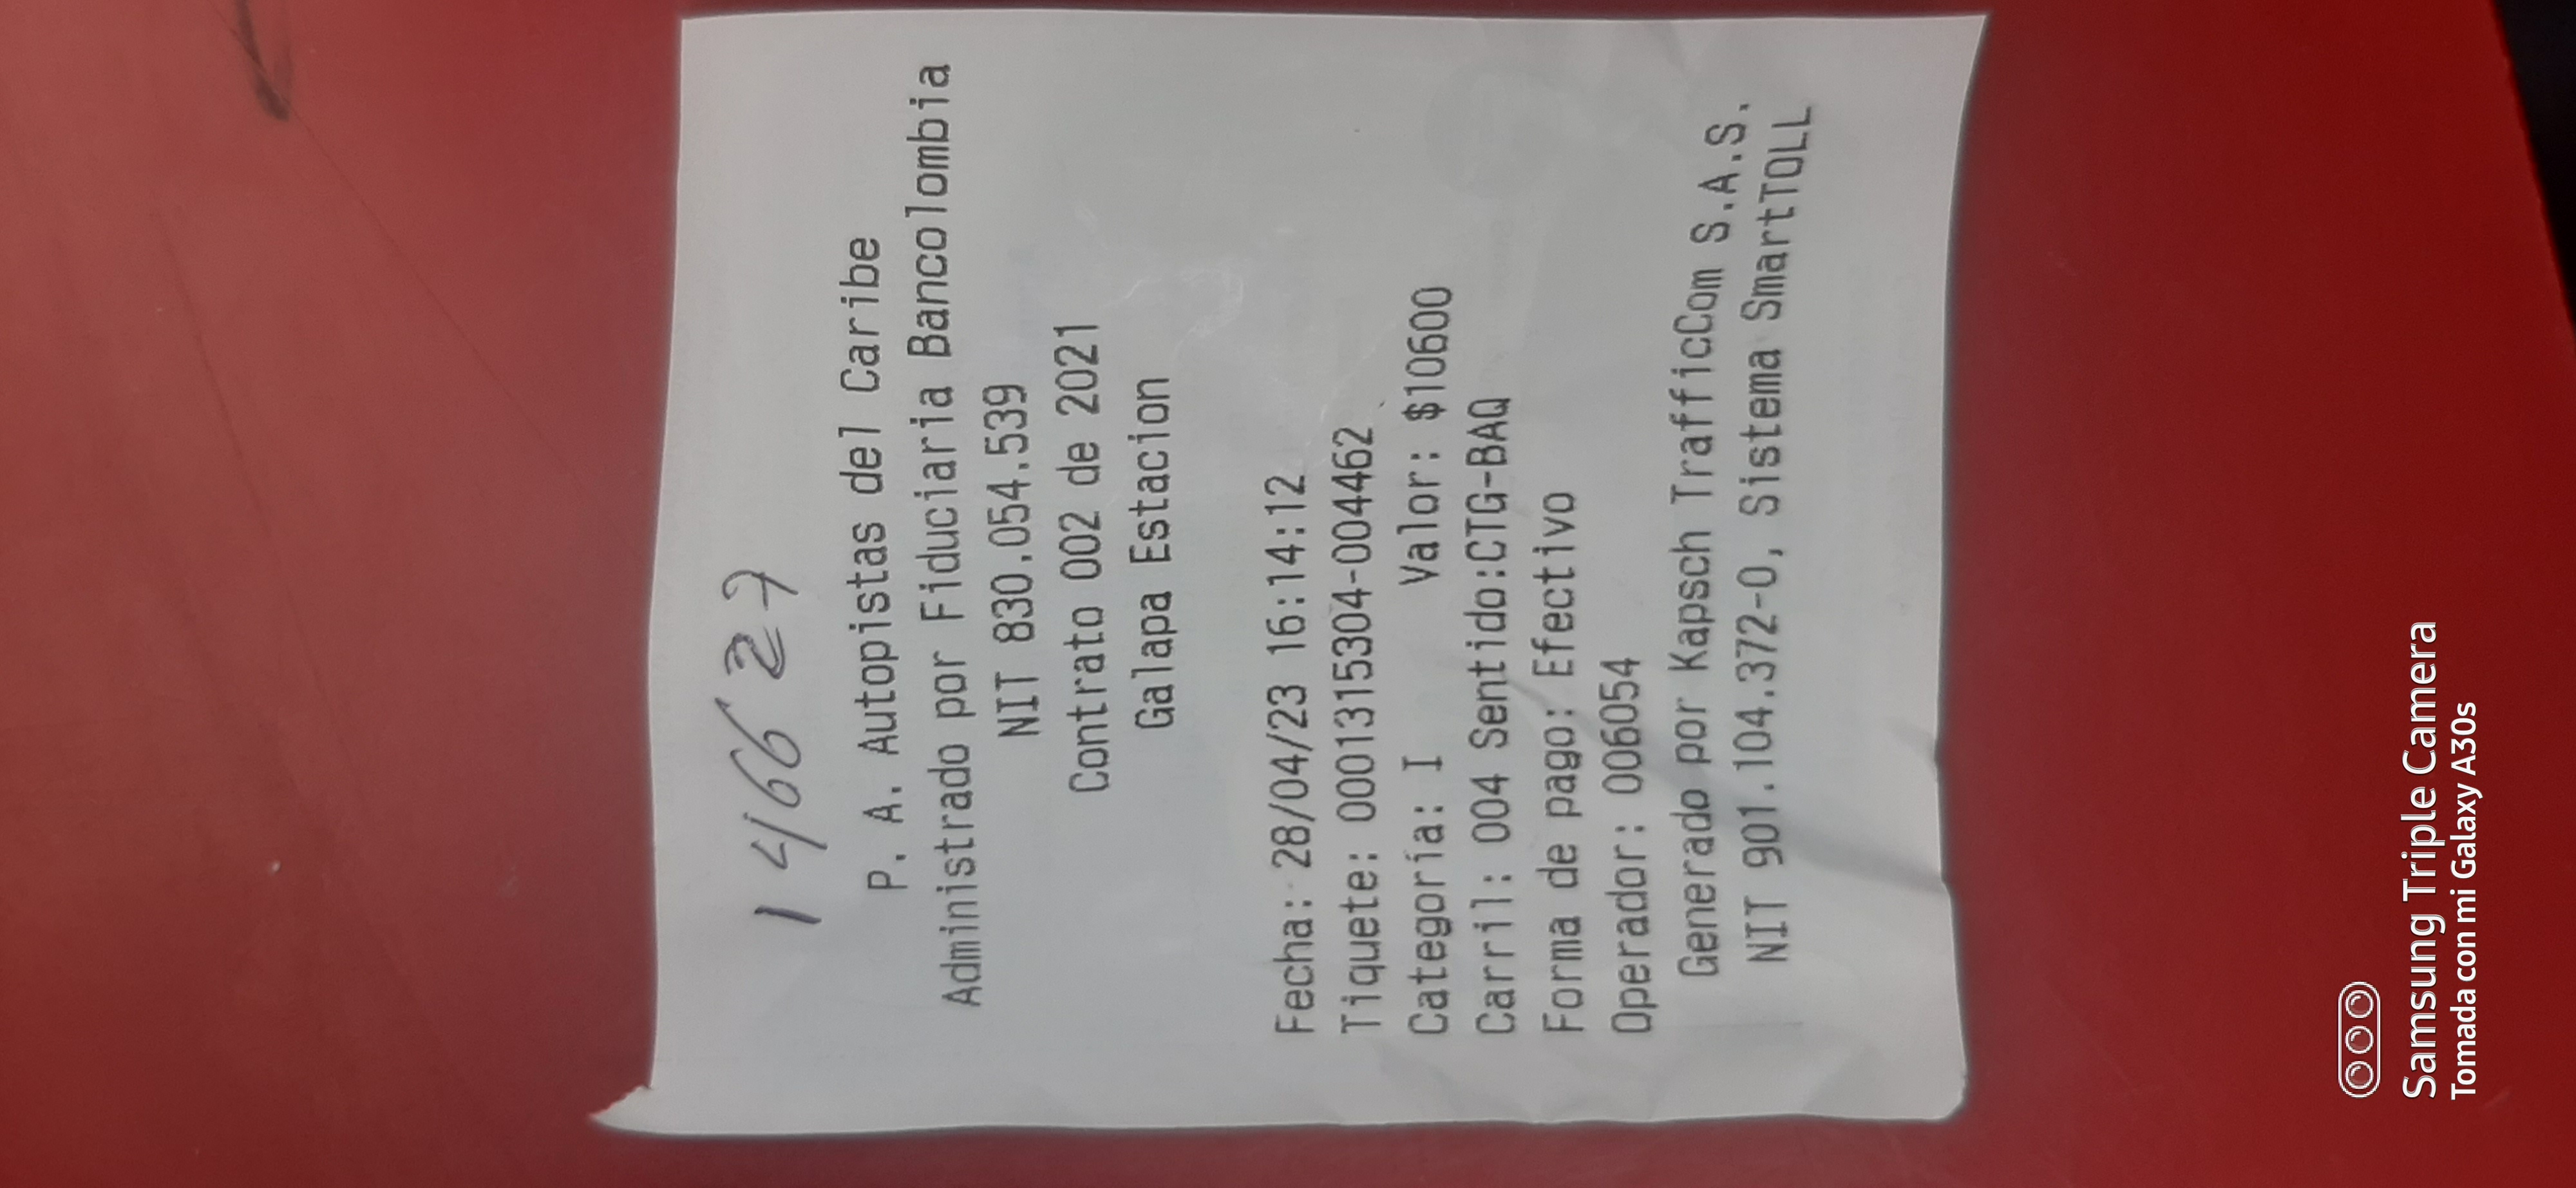 146627
P. A. Autopistas del Caribe
Administrado por Fiduciaria Bancolombia
NIT 830.054.539
Contrato 002 de 2021
Galapa Estacion
Fecha: 28/04/23 16:14:12
Tiquete: 0001315304-004462
Categoría: I Valor: $10600
Carril: 004 Sentido:CTG-BAQ
Forma de pago: Efectivo
Operador: 006054
Generado por Kapsch TrafficCom S.A.S.
NIT 901.104.372-0, Sistema SmartTOLL
Samsung Triple Camera
Tomada con mi Galaxy A30s